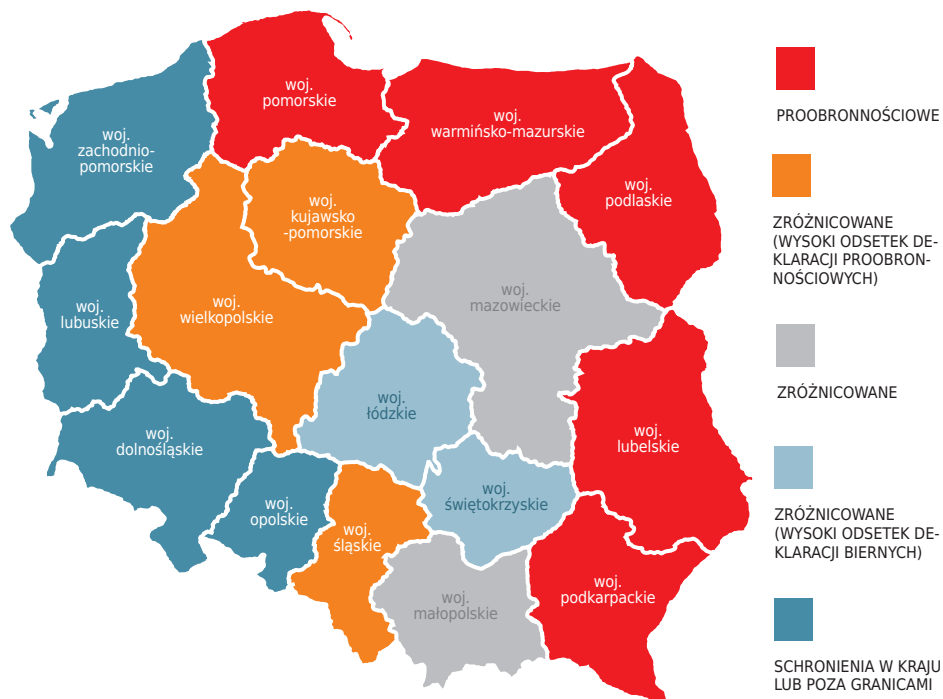 woj.
pomorskie
woj.
warmińsko-mazurskie
woj.
zachodnio-
pomorskie
woj.
podlaskie
woj.
kujawsko
-pomorskie
woj.
mazowieckie
woj.
wielkopolskie
woj.
lubuskie
woj.
łódzkie
woj.
dolnośląskie
woj.
lubelskie
woj.
świętokrzyskie
woj.
opolskie
woj.
śląskie
woj.
podkarpackie
woj.
małopolskie
PROOBRONNOŚCIOWE
ZRÓŻNICOWANE
(WYSOKI ODSETEK DE-
KLARACJI PROOBRON-
NOŚCIOWYCH)
ZRÓŻNICOWANE
ZRÓŻNICOWANE
(WYSOKI ODSETEK DE-
KLARACJI BIERNYCH)
SCHRONIENIA W KRAJU
LUB POZA GRANICAMI